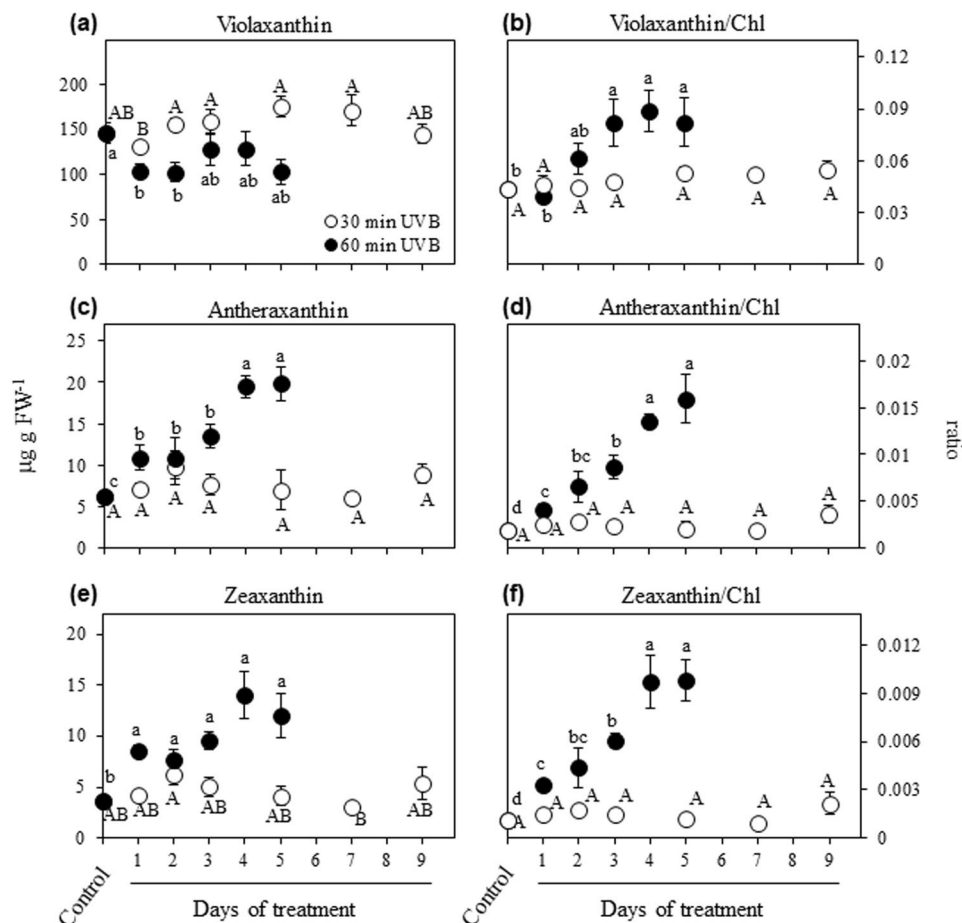 (a) Violaxanthin
(b) Violaxanthin/Chl
200
150
100
50
0
AB
a
B
b
A
b
A
ab
ab
A
ab
A
AB
30 min UVB
60 min UVB
0.12
0.09
0.06
0.03
0
b
A
A
b
ab
A
a
A
a
a
A
A
A
(c) Antheraxanthin
(d) Antheraxanthin/Chl
25
20
15
10
5
0
c
A
b
A
b
A
b
A
a
a
A
A
A
0.02
0.015
0.01
0.005
0
d
A
c
A
bc
A
b
A
a
a
A
A
A
µg g FW-1
ratio
(e) Zeaxanthin
(f) Zeaxanthin/Chl
20
15
10
5
0
b
AB
a
AB
a
A
a
AB
a
a
AB
B
AB
0.012
0.009
0.006
0.003
0
d
A
c
A
bc
A
b
A
a
a
A
A
A
Control 1 2 3 4 5 6 7 8 9
Control 1 2 3 4 5 6 7 8 9
Days of treatment
Days of treatment